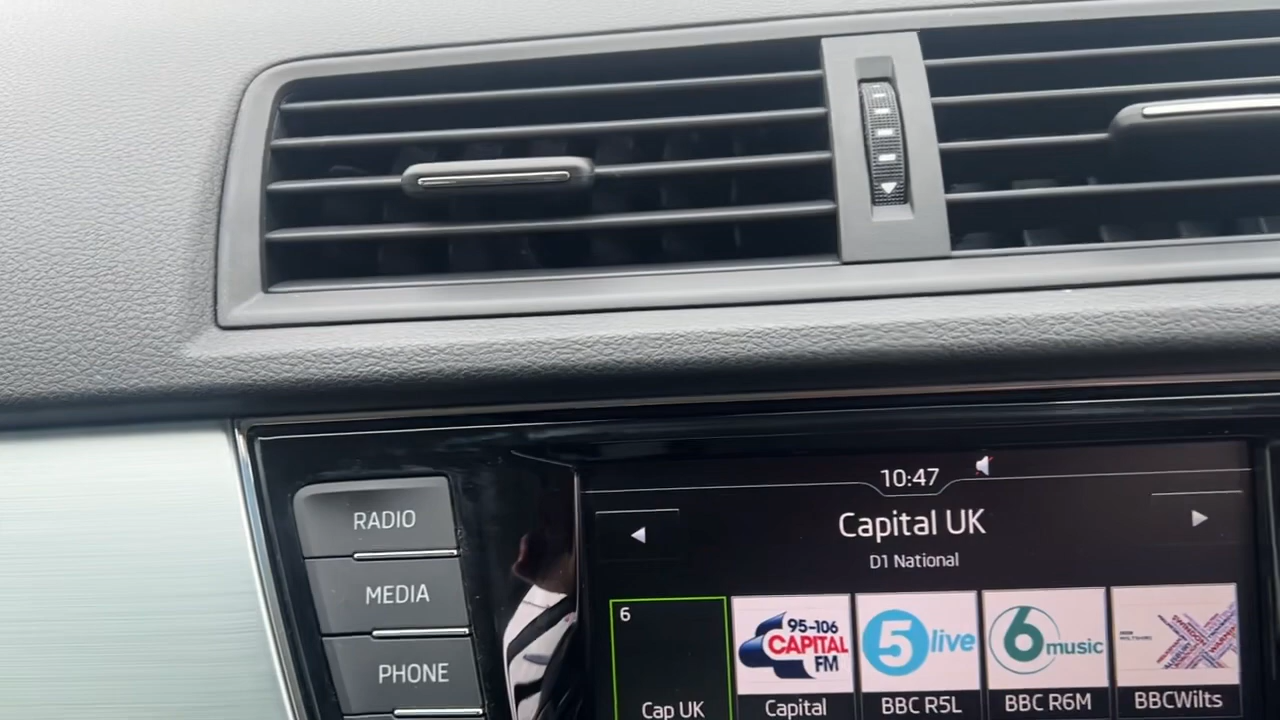 10:47
Capital UK
D1 National
RADIO
MEDIA
PHONE
6
95-106
CAPITAL
FM
5 live
6 music
Cap UK
Capital
BBC R5L
BBC R6M
BBCWilts